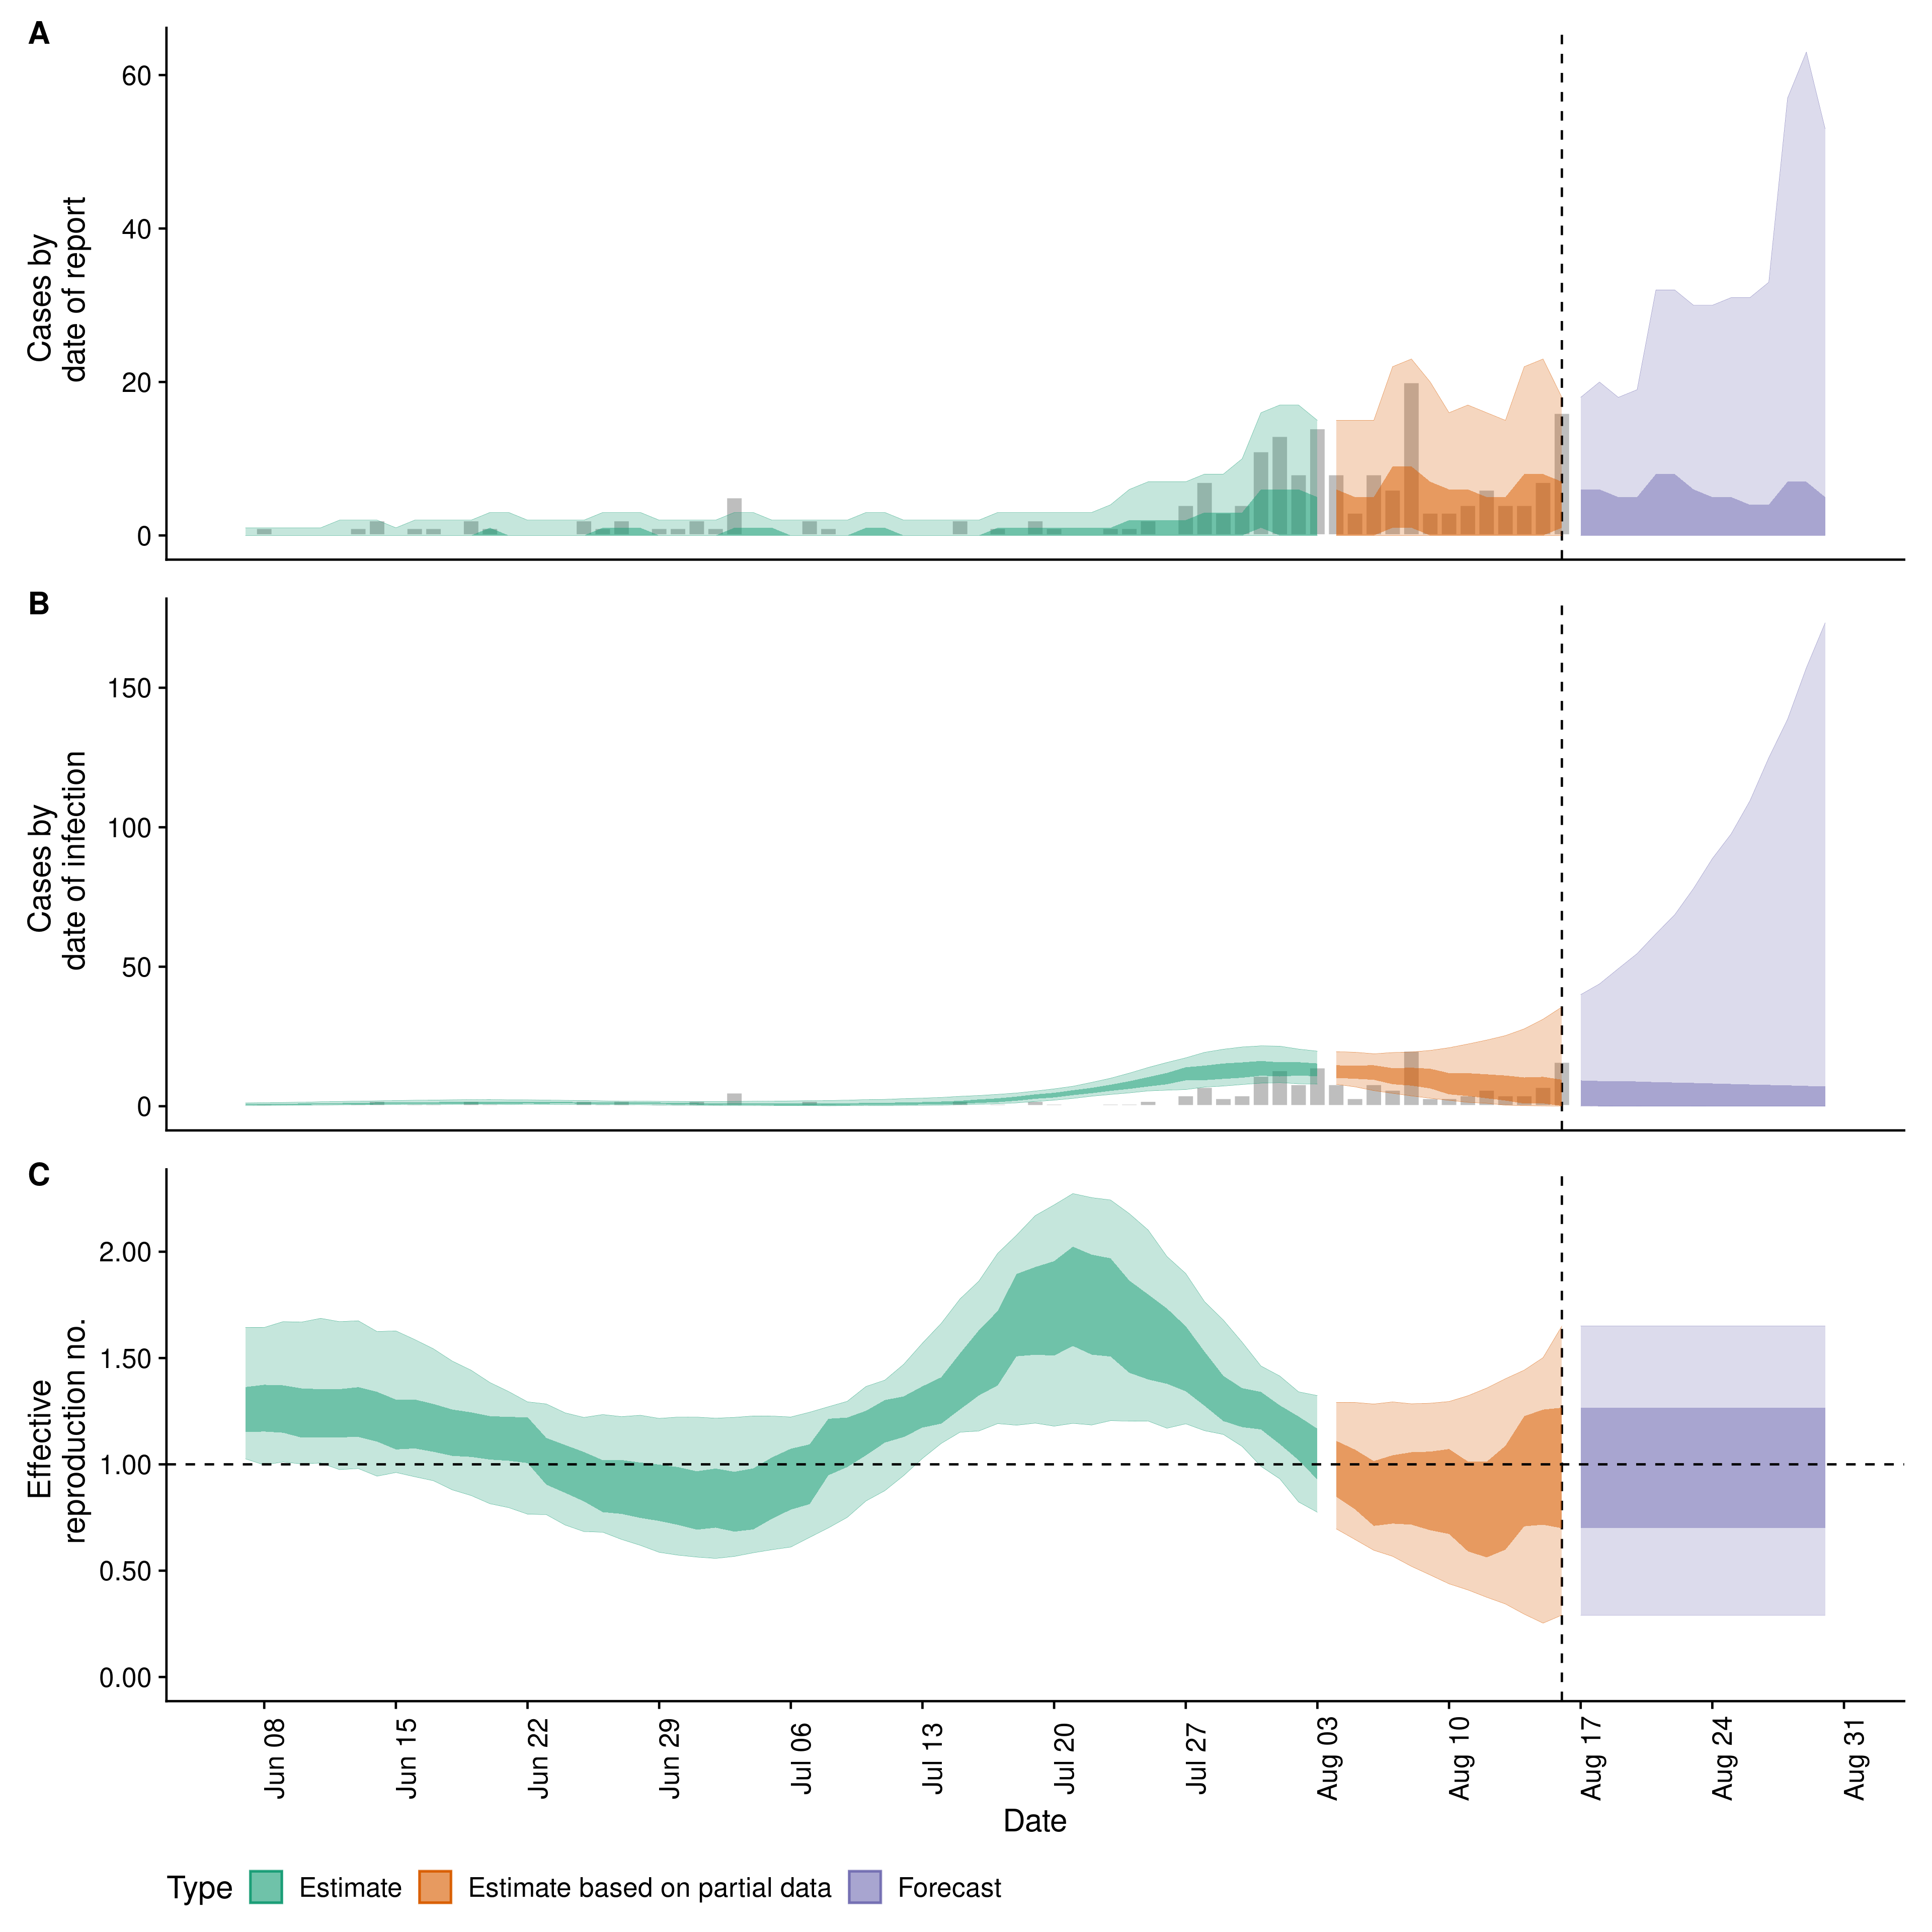 A
Cases by
date of report
60
40
20
0
B
Cases by
date of infection
150
100
50
0
C
Effective
reproduction no.
2.00
1.50
1.00
0.50
0.00
Jun 08
Jun 15
Jun 22
Jun 29
Jul 06
Jul 13
Jul 20
Jul 27
Aug 03
Aug 10
Aug 17
Aug 24
Aug 31
Date
Type Estimate Estimate based on partial data Forecast